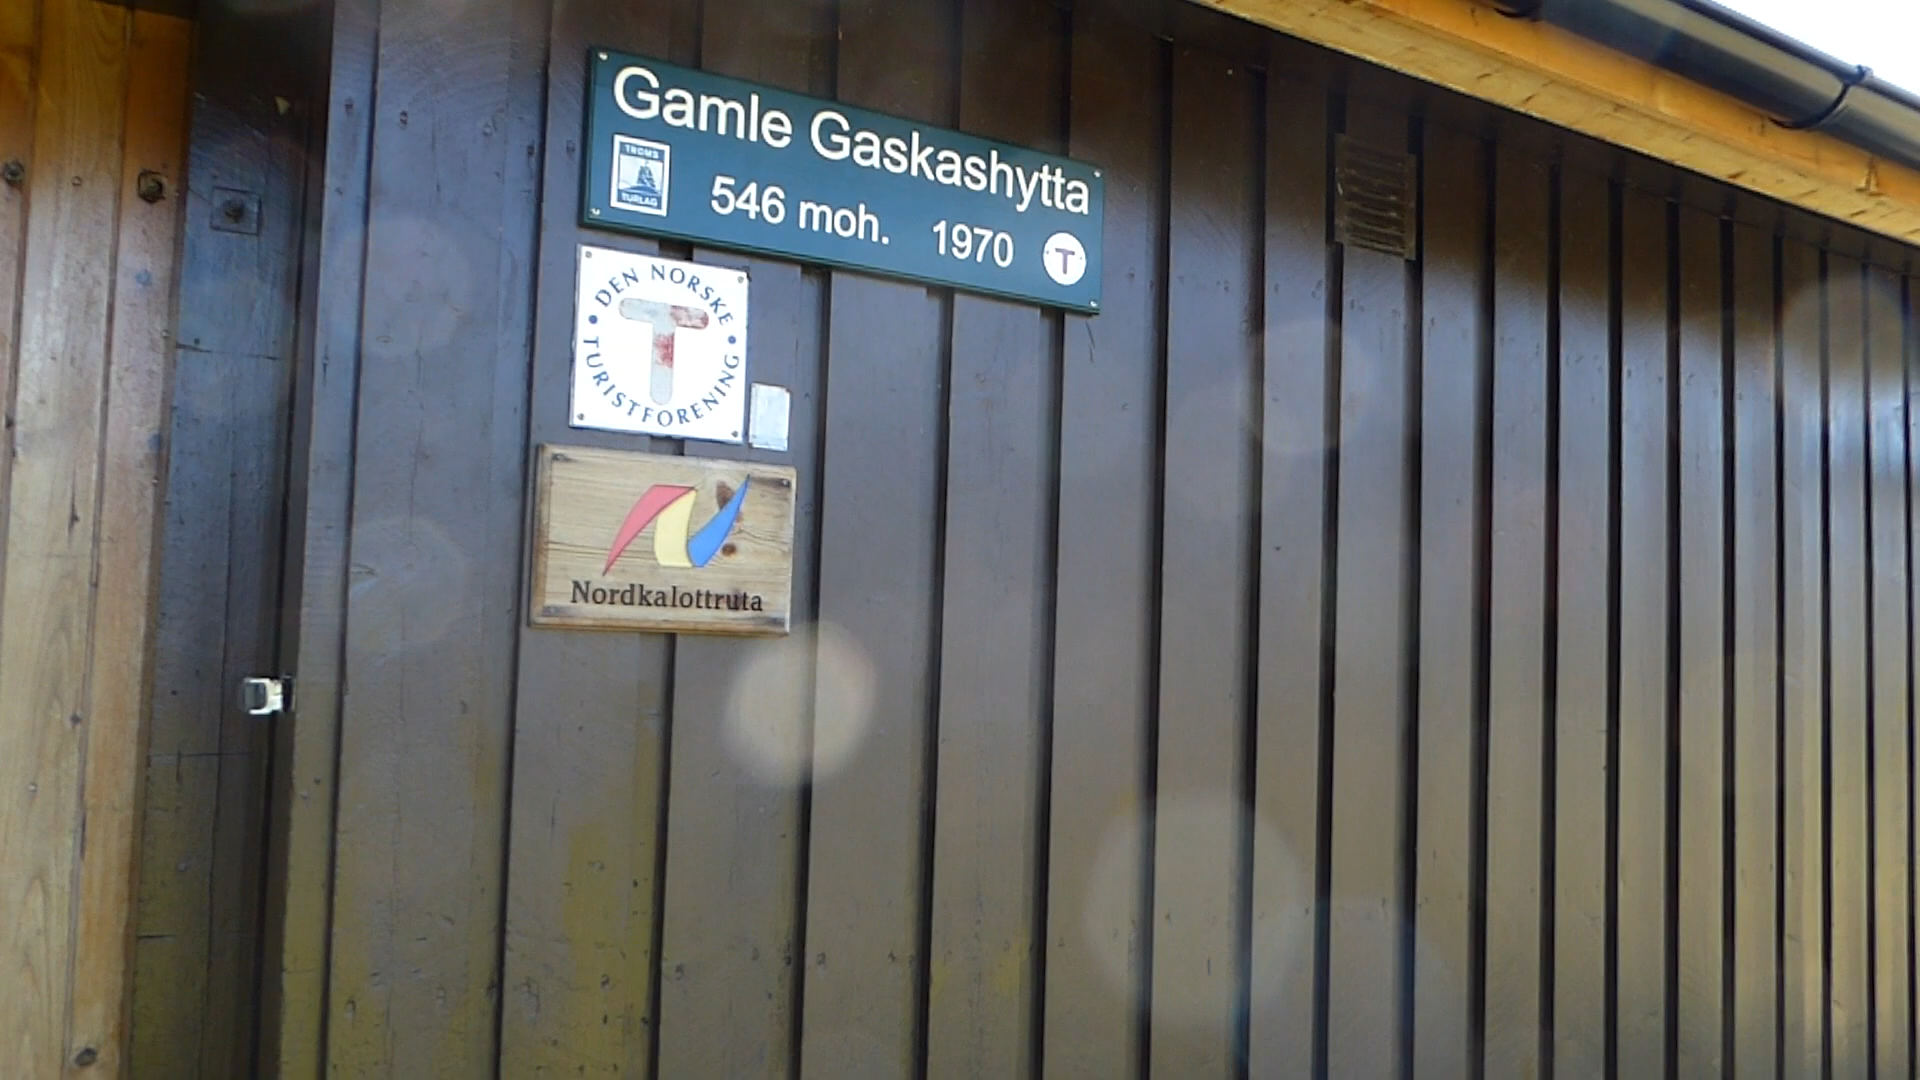 Gamle Gaskashytta
TROMS
TURLAG
546 moh. 1970 T
DEN NORSKE
T
TURISTFORENING
Nordkalottruta